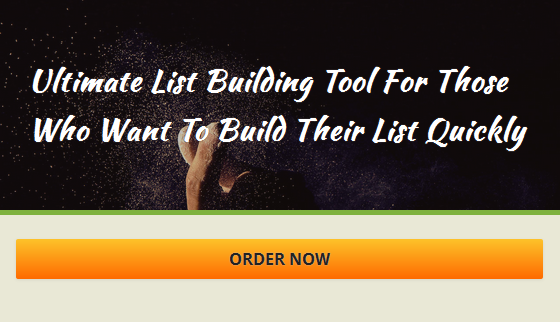 Ultimate List Building Tool For Those
Who Want To Build Their List Quickly
ORDER NOW